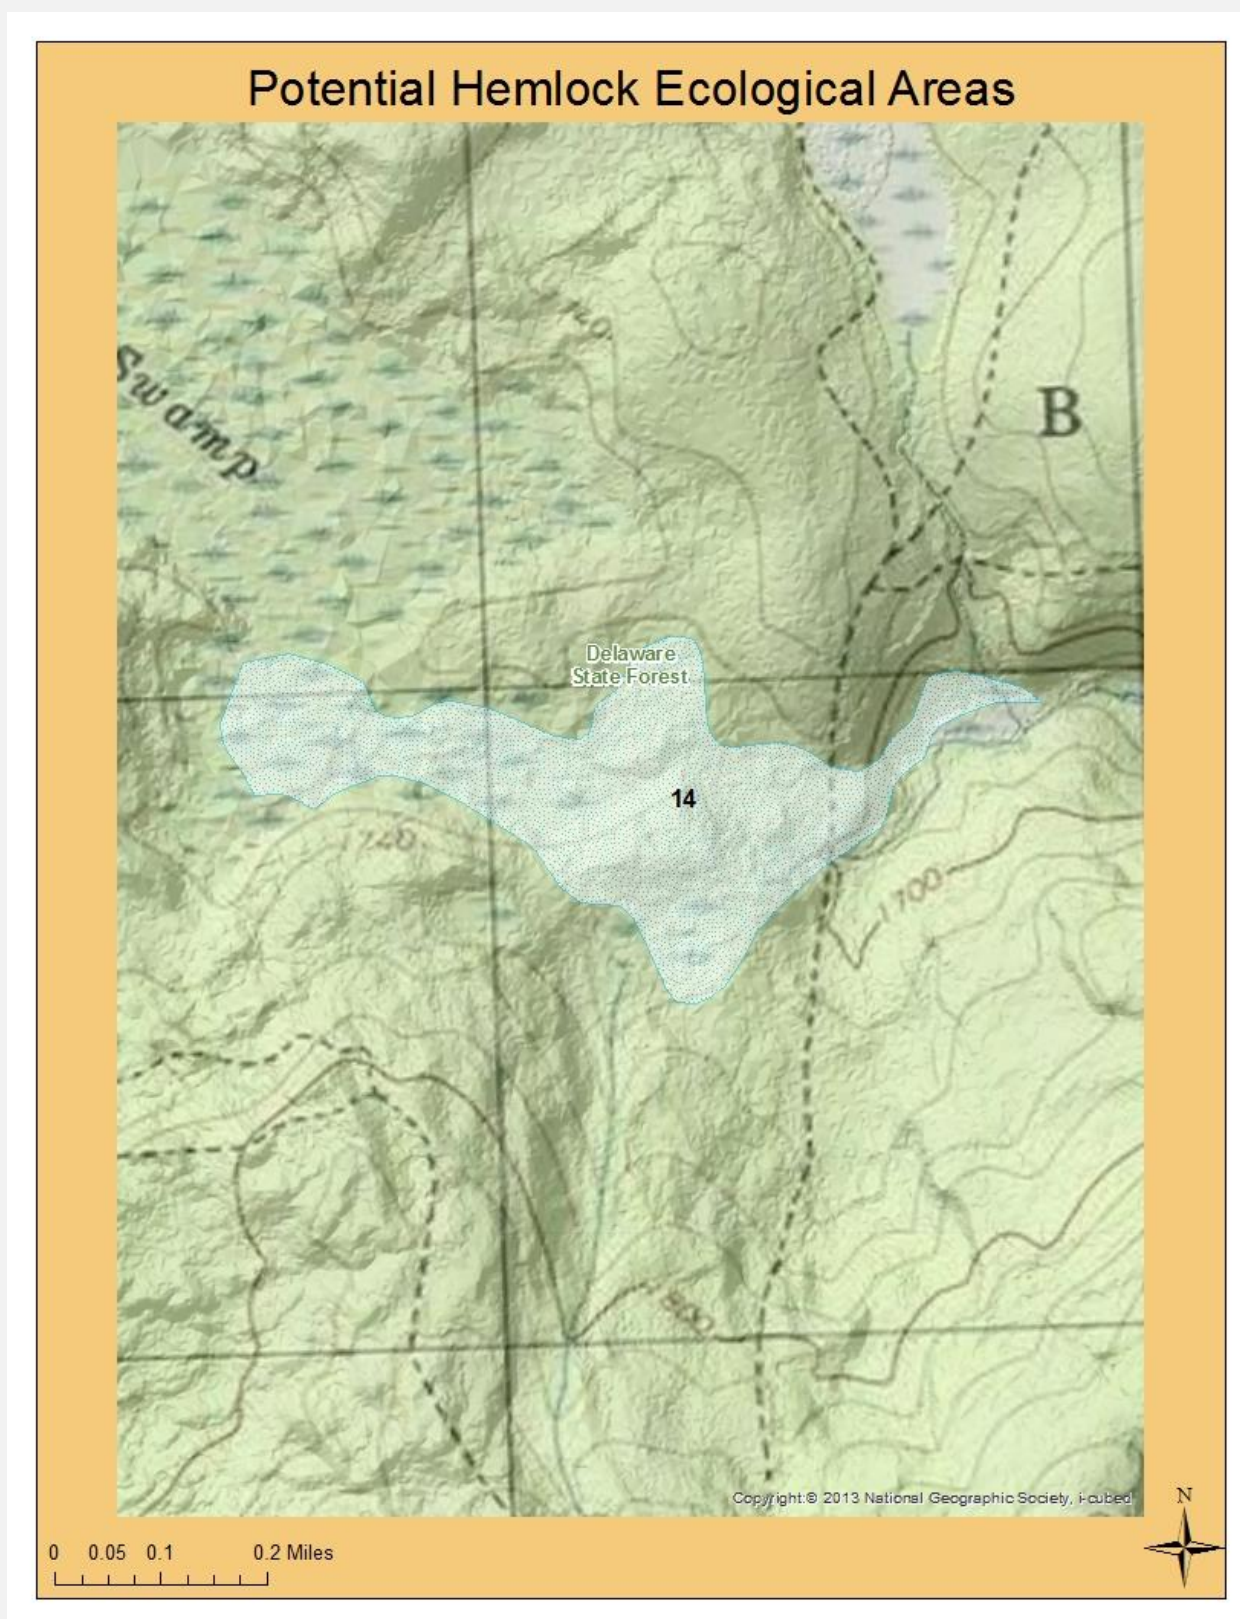 Potential Hemlock Ecological Areas
Swamp
B
Delaware
State Forest
14
1720
1700
Copyright:© 2013 National Geographic Society, i-cubed
N
0 0.05 0.1 0.2 Miles